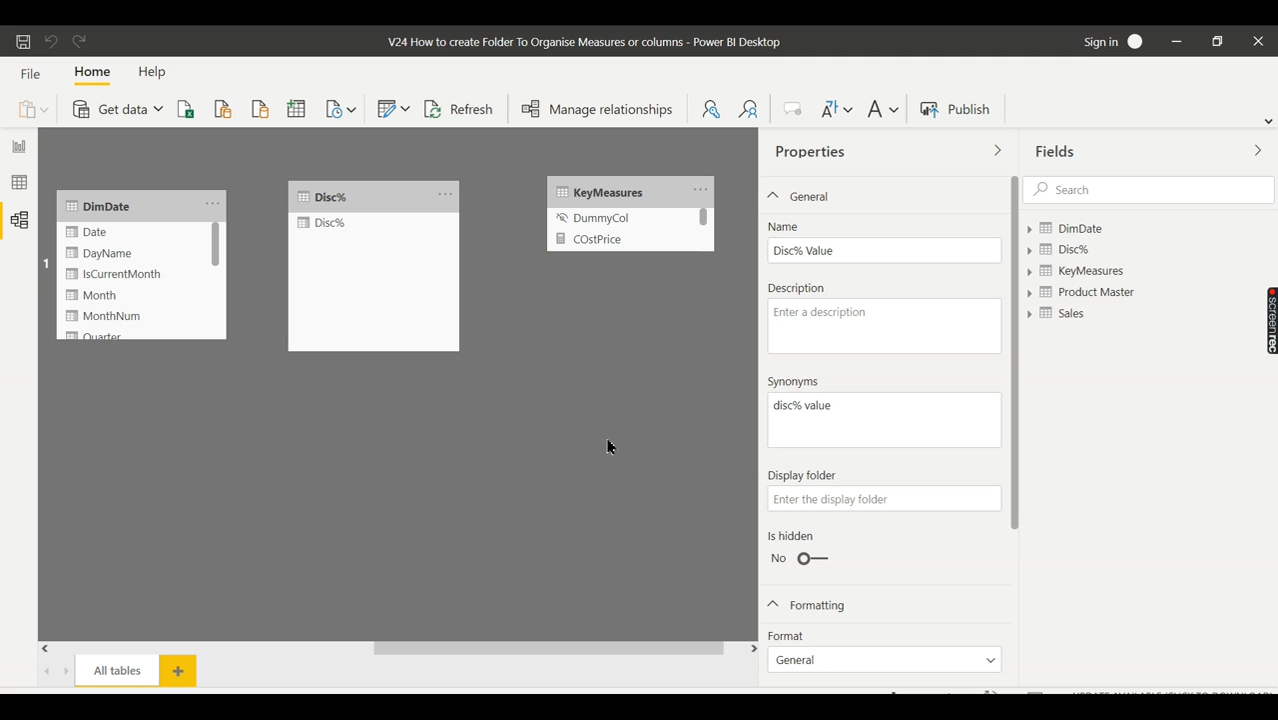 V24 How to create Folder To Organise Measures or columns - Power BI Desktop
Sign in
File
Home
Help
Get data
Refresh
Manage relationships
Publish
DimDate
Date
DayName
IsCurrentMonth
Month
MonthNum
Quarter
1
Disc%
Disc%
KeyMeasures
DummyCol
COstPrice
All tables
Properties
General
Name
Disc% Value
Description
Enter a description
Synonyms
disc% value
Display folder
Enter the display folder
Is hidden
No
Formatting
Format
General
Fields
Search
DimDate
Disc%
KeyMeasures
Product Master
Sales
screenrec